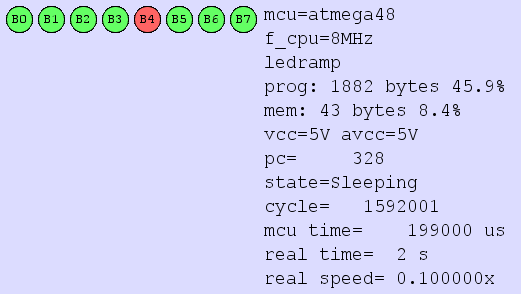 B0 B1 B2 B3 B4 B5 B6 B7
mcu=atmega48
f_cpu=8MHz
ledramp
prog: 1882 bytes 45.9%
mem: 43 bytes 8.4%
vcc=5V avcc=5V
pc=     328
state=Sleeping
cycle=   1592001
mcu time=    199000 us
real time=  2 s
real speed= 0.100000x